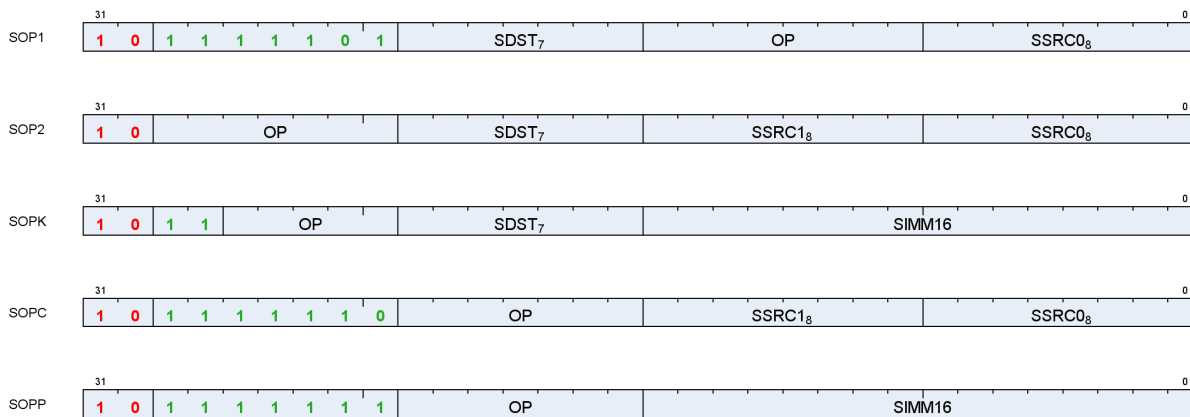 31 0
SOP1 1 0 1 1 1 1 1 0 1 SDST₇ OP SSRC0₈
31 0
SOP2 1 0 OP SDST₇ SSRC1₈ SSRC0₈
31 0
SOPK 1 0 1 1 OP SDST₇ SIMM16
31 0
SOPC 1 0 1 1 1 1 1 1 0 OP SSRC1₈ SSRC0₈
31 0
SOPP 1 0 1 1 1 1 1 1 1 OP SIMM16